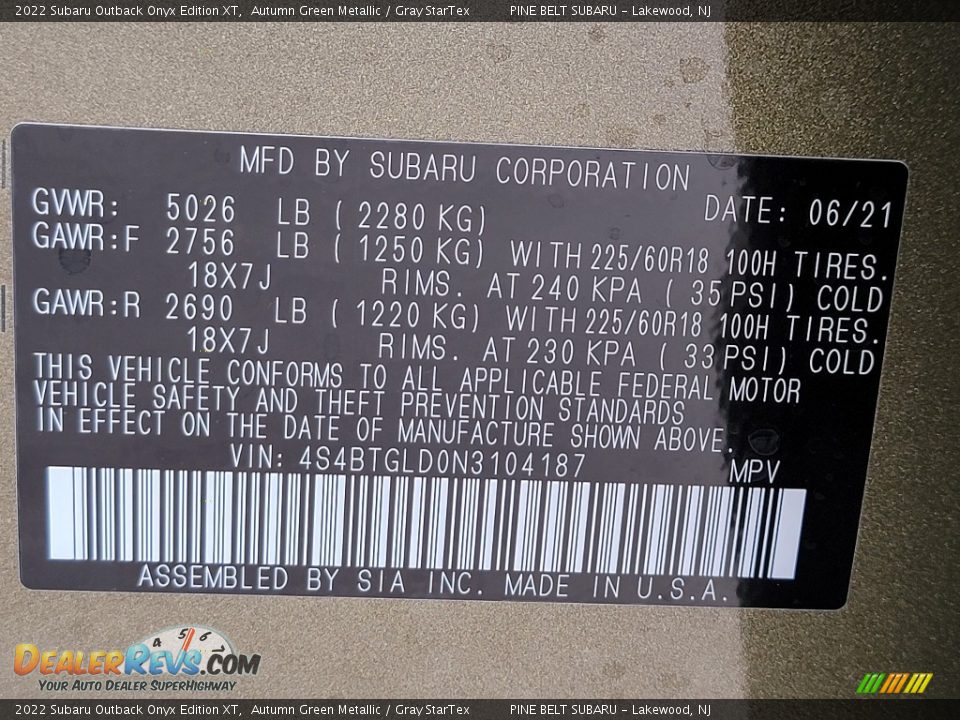 2022 Subaru Outback Onyx Edition XT, Autumn Green Metallic / Gray StarTex PINE BELT SUBARU - Lakewood, NJ
MFD BY SUBARU CORPORATION
GVWR: 5026 LB ( 2280 KG) DATE: 06/21
GAWR:F 2756 LB ( 1250 KG) WITH 225/60R18 100H TIRES.
18X7J RIMS. AT 240 KPA ( 35 PSI) COLD
GAWR:R 2690 LB ( 1220 KG) WITH 225/60R18 100H TIRES.
18X7J RIMS. AT 230 KPA ( 33 PSI) COLD
THIS VEHICLE CONFORMS TO ALL APPLICABLE FEDERAL MOTOR
VEHICLE SAFETY AND THEFT PREVENTION STANDARDS
IN EFFECT ON THE DATE OF MANUFACTURE SHOWN ABOVE.
VIN: 4S4BTGLD0N3104187 MPV
ASSEMBLED BY SIA INC. MADE IN U.S.A.
4 5 6
DealerRevs.com
Your Auto Dealer SuperHighway
2022 Subaru Outback Onyx Edition XT, Autumn Green Metallic / Gray StarTex PINE BELT SUBARU - Lakewood, NJ